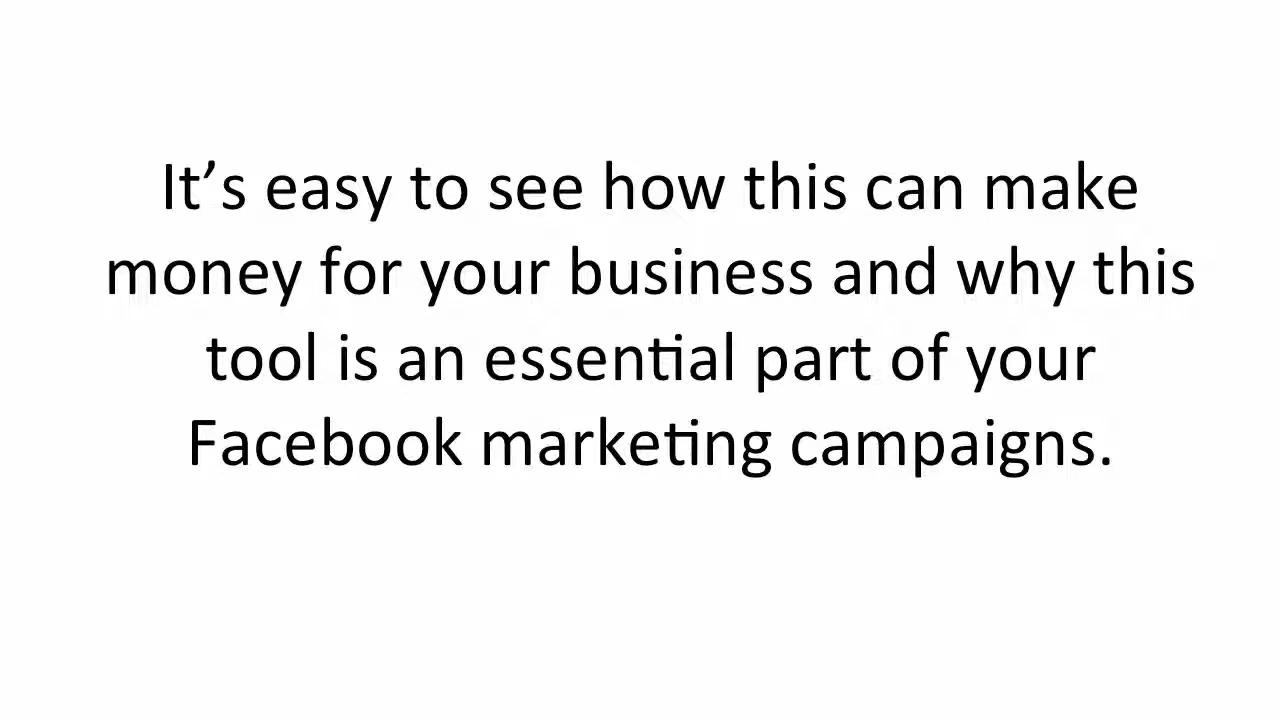 It’s easy to see how this can make
money for your business and why this
tool is an essential part of your
Facebook marketing campaigns.